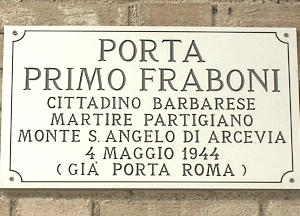 PORTA
PRIMO FRABONI
CITTADINO BARBARESE
MARTIRE PARTIGIANO
MONTE S. ANGELO DI ARCEVIA
4 MAGGIO 1944
( GIÀ PORTA ROMA )